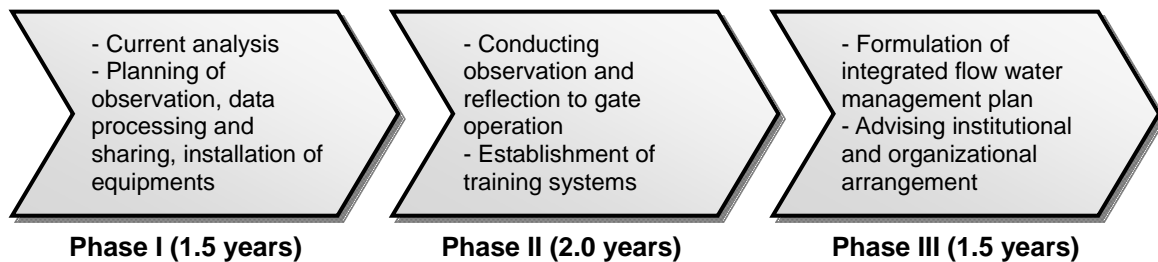 - Current analysis
- Planning of
observation, data
processing and
sharing, installation of
equipments
Phase I (1.5 years)
- Conducting
observation and
reflection to gate
operation
- Establishment of
training systems
Phase II (2.0 years)
- Formulation of
integrated flow water
management plan
- Advising institutional
and organizational
arrangement
Phase III (1.5 years)